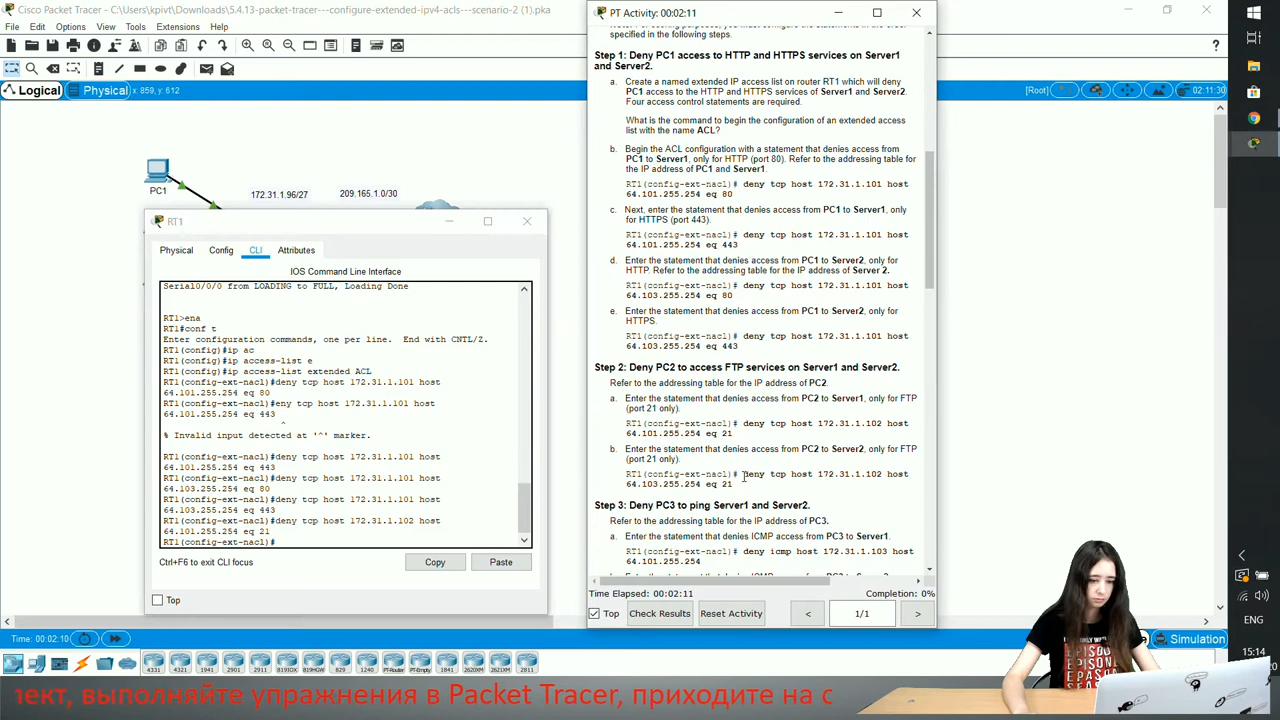 Cisco Packet Tracer - C:\Users\kpivt\Downloads\5.4.13-packet-tracer---configure-extended-ipv4-acls---scenario-2 (1).pka
File Edit Options View Tools Extensions
Logical Physical x: 859, y: 612
[Root] 02:11:30
PC1
172.31.1.96/27
209.165.1.0/30
RT1
Physical Config CLI Attributes
IOS Command Line Interface
Serial0/0/0 from LOADING to FULL, Loading Done
RT1>ena
RT1#conf t
Enter configuration commands, one per line. End with CNTL/Z.
RT1(config)#ip ac
RT1(config)#ip access-list e
RT1(config)#ip access-list extended ACL
RT1(config-ext-nacl)#deny tcp host 172.31.1.101 host
64.101.255.254 eq 80
RT1(config-ext-nacl)#eny tcp host 172.31.1.101 host
64.101.255.254 eq 443
^
% Invalid input detected at '^' marker.
RT1(config-ext-nacl)#deny tcp host 172.31.1.101 host
64.101.255.254 eq 443
RT1(config-ext-nacl)#deny tcp host 172.31.1.101 host
64.103.255.254 eq 80
RT1(config-ext-nacl)#deny tcp host 172.31.1.101 host
64.103.255.254 eq 443
RT1(config-ext-nacl)#deny tcp host 172.31.1.102 host
64.101.255.254 eq 21
RT1(config-ext-nacl)#
Ctrl+F6 to exit CLI focus
Copy Paste
Top
PT Activity: 00:02:11
specified in the following steps.
Step 1: Deny PC1 access to HTTP and HTTPS services on Server1
and Server2.
a. Create a named extended IP access list on router RT1 which will deny
PC1 access to the HTTP and HTTPS services of Server1 and Server2.
Four access control statements are required.
What is the command to begin the configuration of an extended access
list with the name ACL?
b. Begin the ACL configuration with a statement that denies access from
PC1 to Server1, only for HTTP (port 80). Refer to the addressing table for
the IP address of PC1 and Server1.
RT1(config-ext-nacl)# deny tcp host 172.31.1.101 host
64.101.255.254 eq 80
c. Next, enter the statement that denies access from PC1 to Server1, only
for HTTPS (port 443).
RT1(config-ext-nacl)# deny tcp host 172.31.1.101 host
64.101.255.254 eq 443
d. Enter the statement that denies access from PC1 to Server2, only for
HTTP. Refer to the addressing table for the IP address of Server 2.
RT1(config-ext-nacl)# deny tcp host 172.31.1.101 host
64.103.255.254 eq 80
e. Enter the statement that denies access from PC1 to Server2, only for
HTTPS.
RT1(config-ext-nacl)# deny tcp host 172.31.1.101 host
64.103.255.254 eq 443
Step 2: Deny PC2 to access FTP services on Server1 and Server2.
Refer to the addressing table for the IP address of PC2.
a. Enter the statement that denies access from PC2 to Server1, only for FTP
(port 21 only).
RT1(config-ext-nacl)# deny tcp host 172.31.1.102 host
64.101.255.254 eq 21
b. Enter the statement that denies access from PC2 to Server2, only for FTP
(port 21 only).
RT1(config-ext-nacl)# deny tcp host 172.31.1.102 host
64.103.255.254 eq 21
Step 3: Deny PC3 to ping Server1 and Server2.
Refer to the addressing table for the IP address of PC3.
a. Enter the statement that denies ICMP access from PC3 to Server1.
RT1(config-ext-nacl)# deny icmp host 172.31.1.103 host
64.101.255.254
Time Elapsed: 00:02:11 Completion: 0%
Top Check Results Reset Activity < 1/1 >
Time: 00:02:10
Simulation
4331 4321 1941 2901 2911 819IOX 819HGW 829 1240 PT-Router PT-Empty 1841 2620XM 2621XM 2811
ENG
15:14
лект, выполняйте упражнения в Packet Tracer, приходите на с